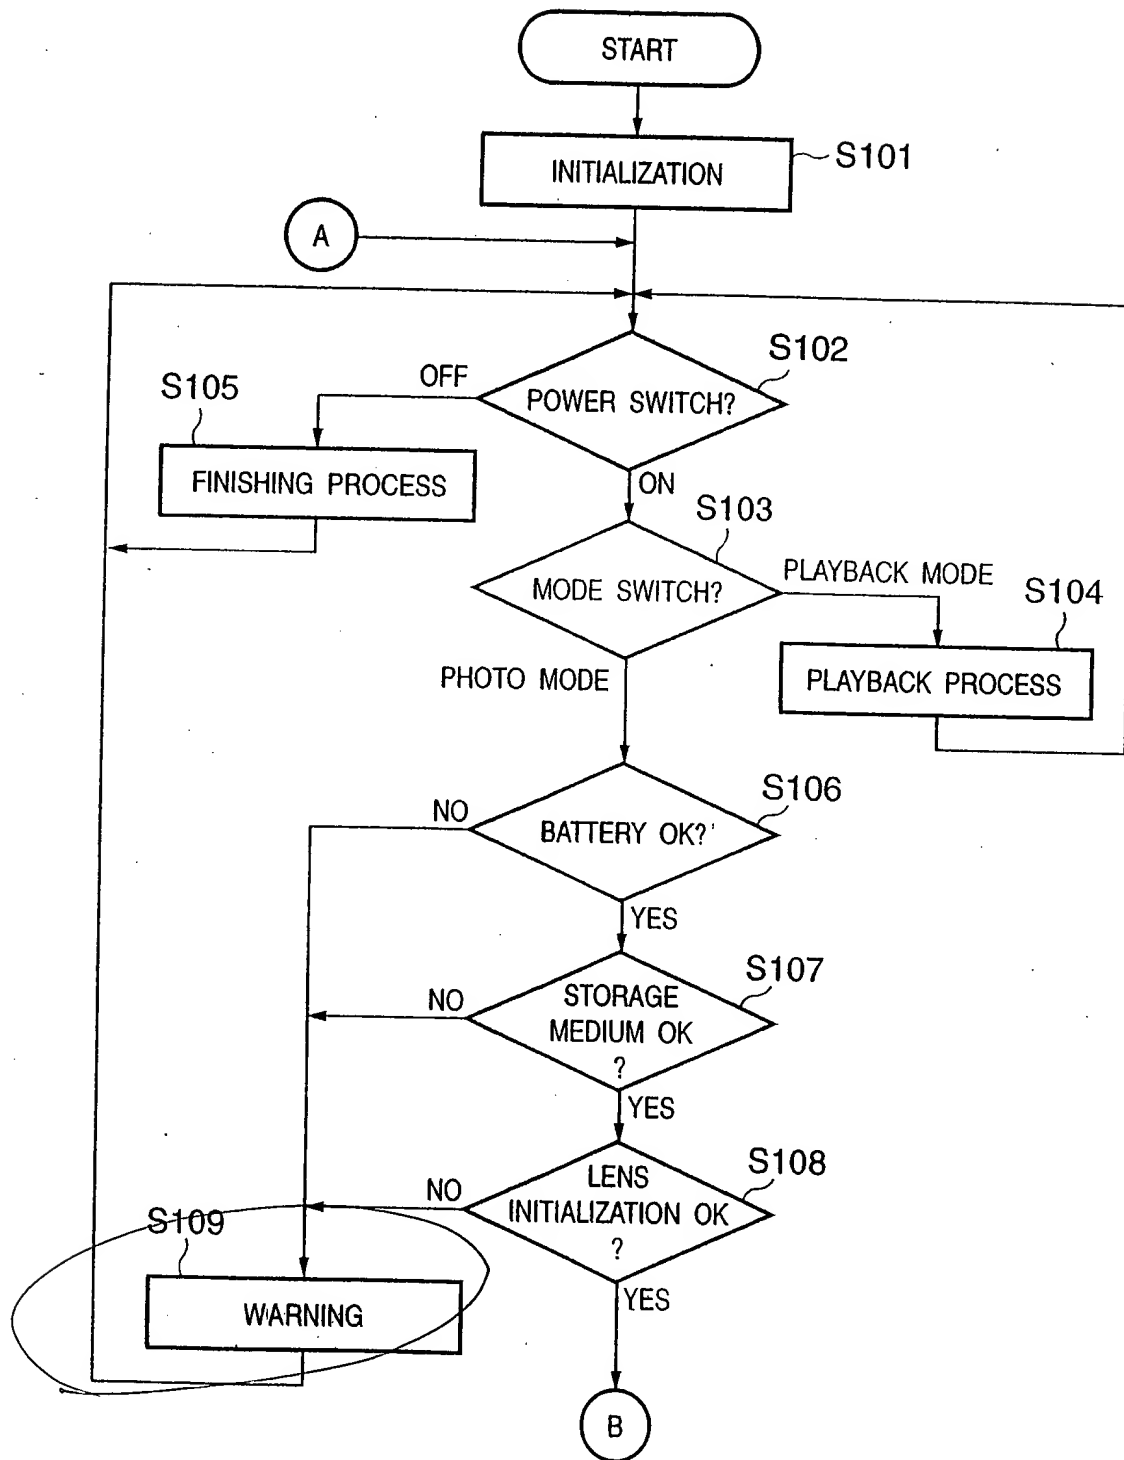 START
INITIALIZATION
S101
A
S102
OFF
POWER SWITCH?
S105
FINISHING PROCESS
ON
S103
MODE SWITCH?
PLAYBACK MODE
S104
PHOTO MODE
PLAYBACK PROCESS
S106
NO
BATTERY OK?
YES
S107
NO
STORAGE
MEDIUM OK
?
YES
S108
NO
LENS
INITIALIZATION OK
?
S109
YES
WARNING
B